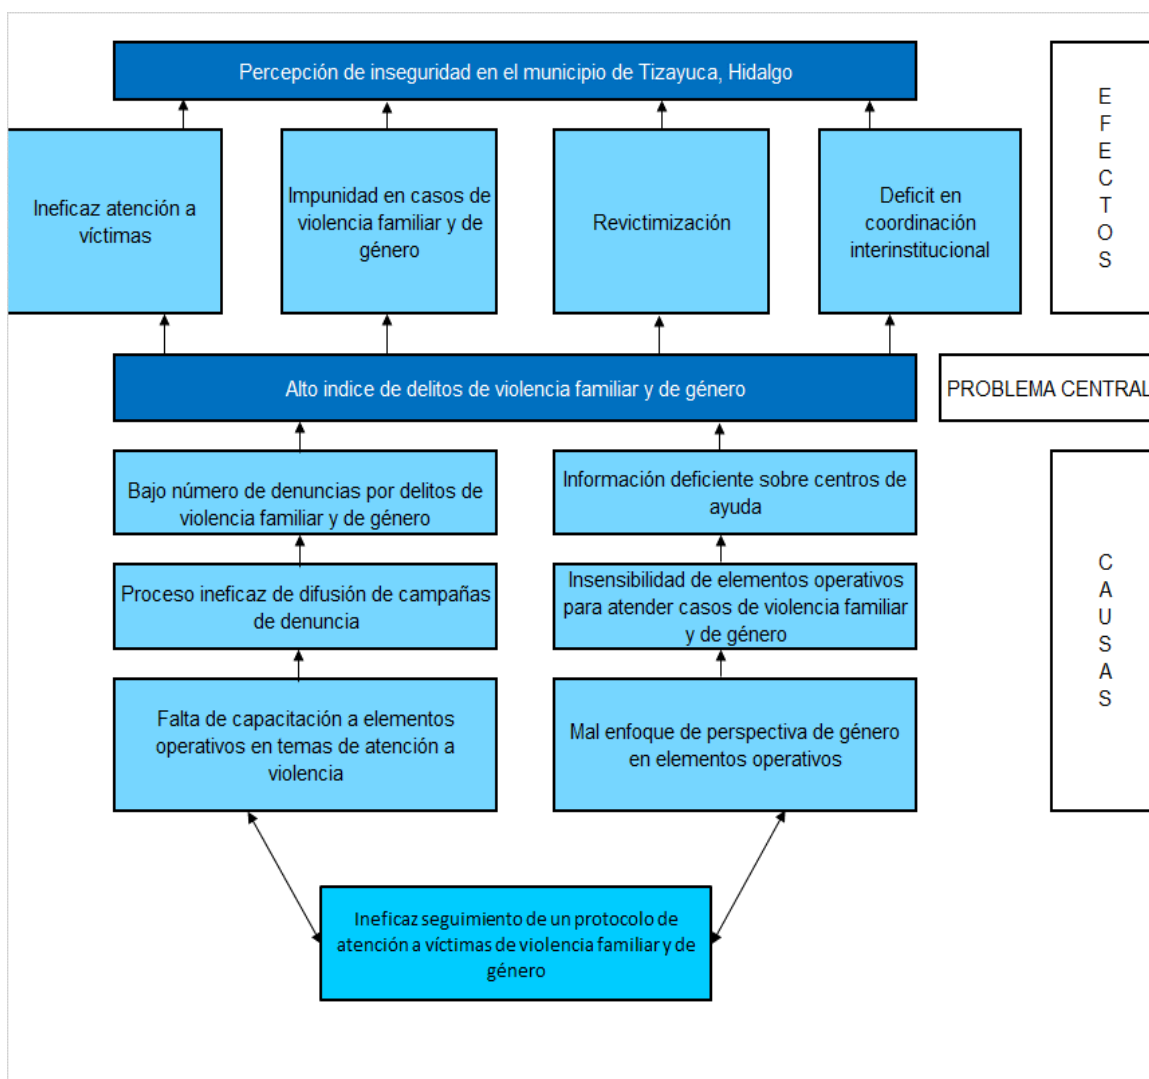 Percepción de inseguridad en el municipio de Tizayuca, Hidalgo
EFECTOS
Ineficaz atención a
víctimas
Impunidad en casos de
violencia familiar y de
género
Revictimización
Deficit en
coordinación
interinstitucional
Alto indice de delitos de violencia familiar y de género
PROBLEMA CENTRAL
Bajo número de denuncias por delitos de
violencia familiar y de género
Información deficiente sobre centros de
ayuda
CAUSAS
Proceso ineficaz de difusión de campañas
de denuncia
Insensibilidad de elementos operativos
para atender casos de violencia familiar
y de género
Falta de capacitación a elementos
operativos en temas de atención a
violencia
Mal enfoque de perspectiva de género
en elementos operativos
Ineficaz seguimiento de un protocolo de
atención a víctimas de violencia familiar y de
género